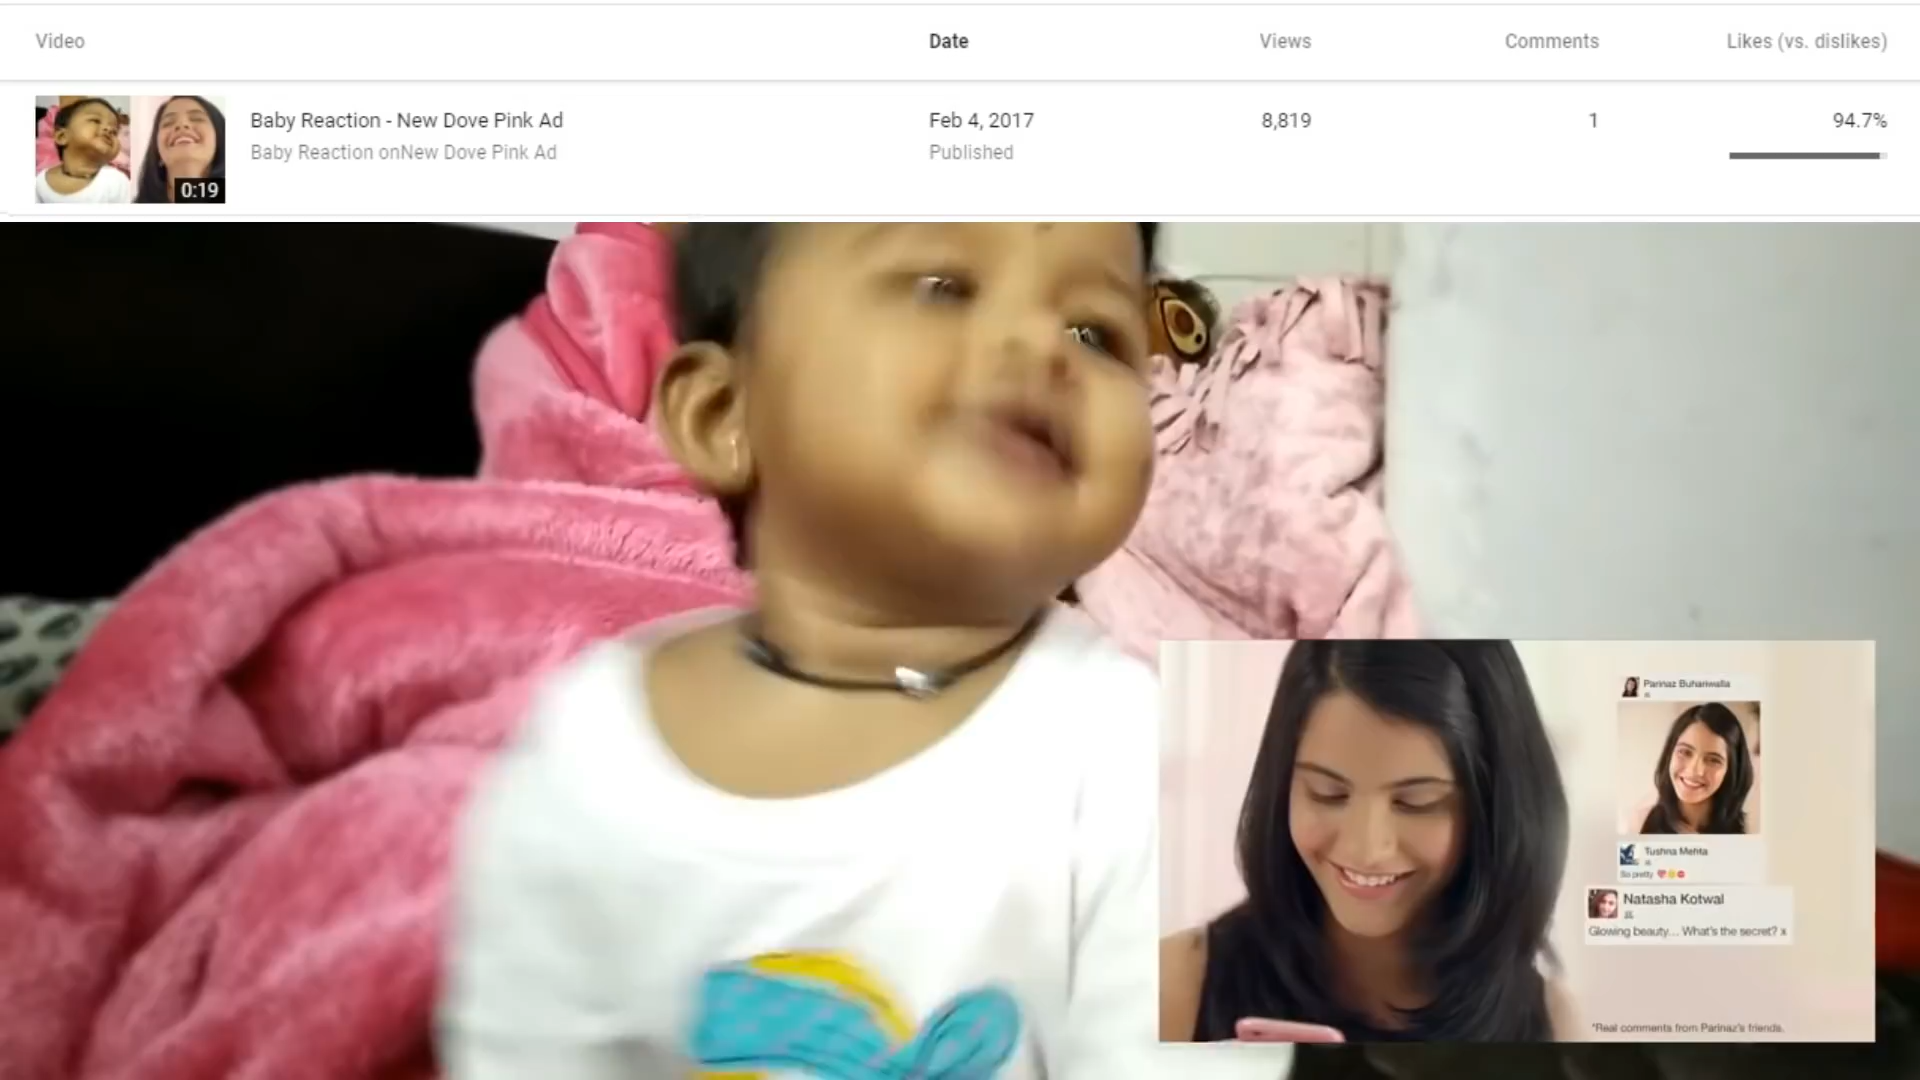 Video Date Views Comments Likes (vs. dislikes)
Baby Reaction - New Dove Pink Ad Feb 4, 2017 8,819 1 94.7%
Baby Reaction onNew Dove Pink Ad Published
0:19
Parinaz Buhariwalla
Tushna Mehta
So pretty
Natasha Kotwal
Glowing beauty... What's the secret? x
*Real comments from Parinaz's friends.